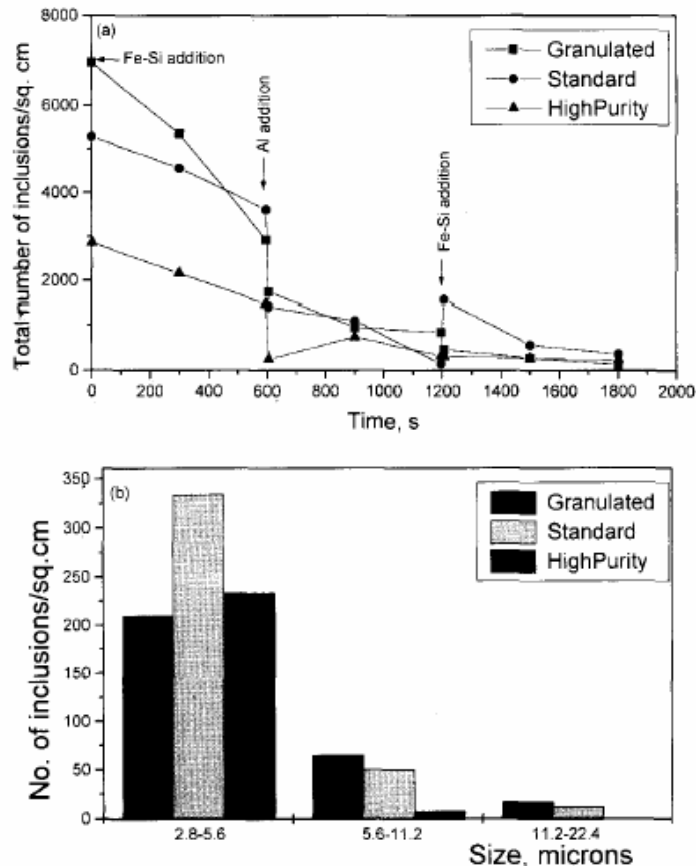 (a)
Total number of inclusions/sq. cm
8000
6000
4000
2000
0
Fe-Si addition
Al addition
Fe-Si addition
Granulated
Standard
HighPurity
0 200 400 600 800 1000 1200 1400 1600 1800 2000
Time, s
(b)
No. of inclusions/sq.cm
350
300
250
200
150
100
50
0
Granulated
Standard
HighPurity
2.8-5.6 5.6-11.2 11.2-22.4
Size, microns